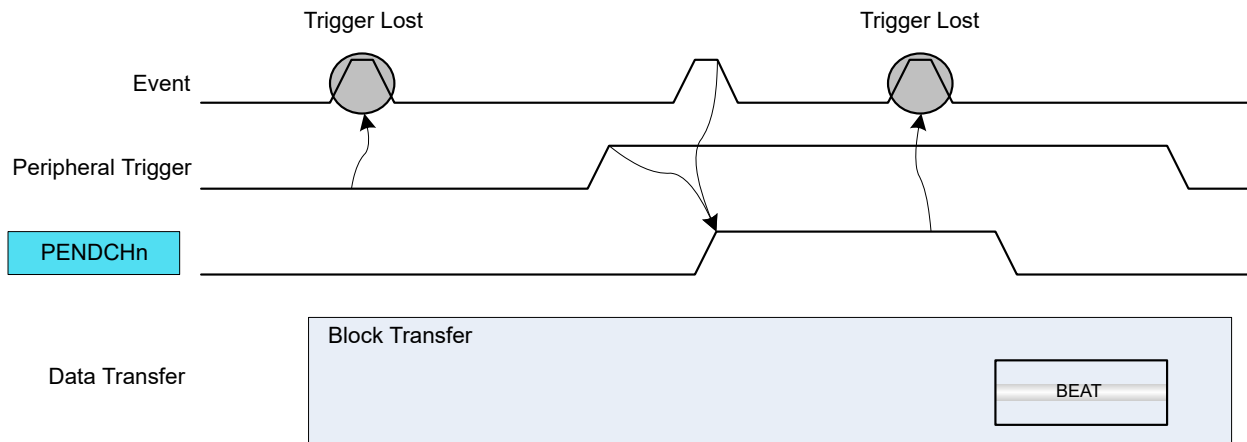 Trigger Lost
Trigger Lost
Event
Peripheral Trigger
PENDCHn
Block Transfer
Data Transfer
BEAT